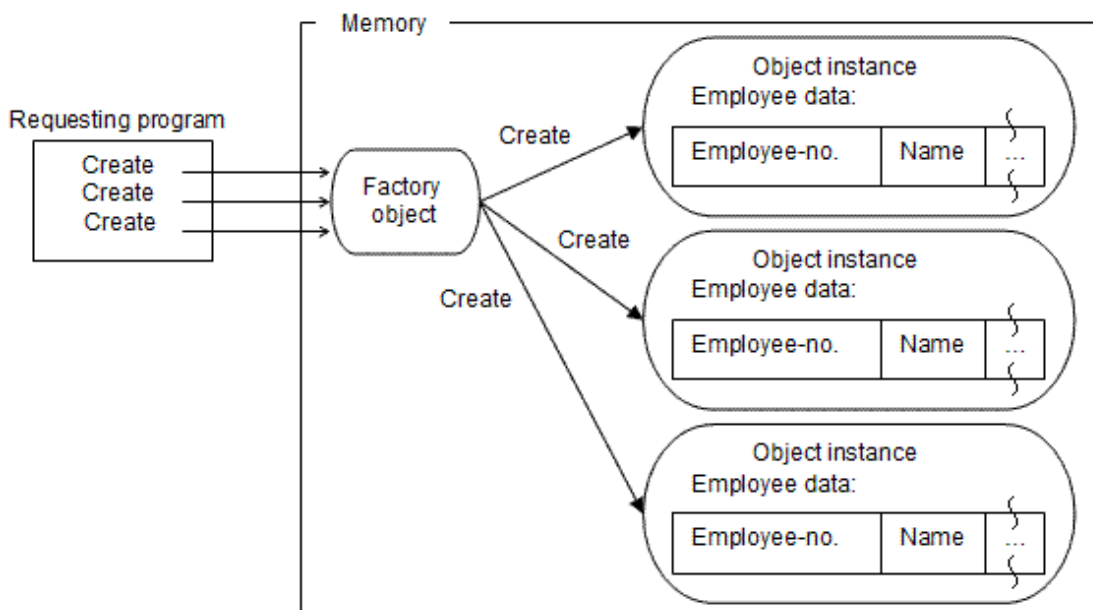 Memory
Requesting program
Create
Create
Create
Factory
object
Create
Create
Create
Object instance
Employee data:
Employee-no. Name ...
Object instance
Employee data:
Employee-no. Name ...
Object instance
Employee data:
Employee-no. Name ...